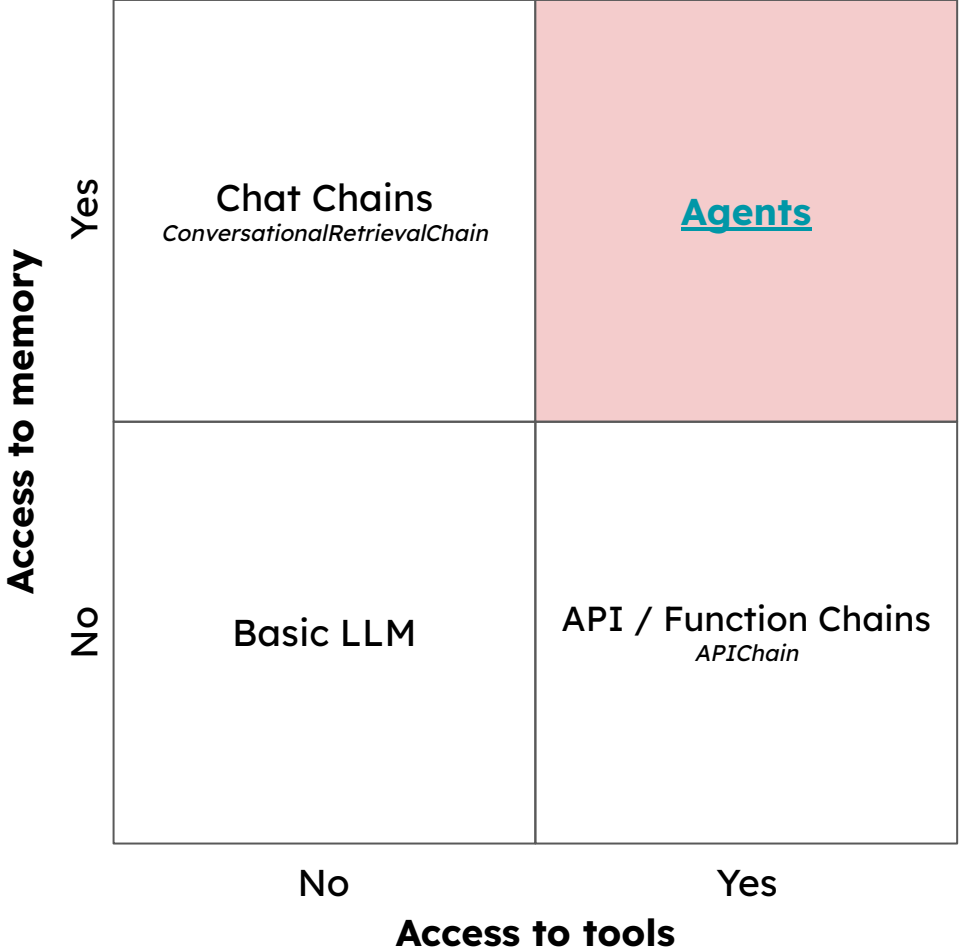 Access to memory
Yes
Chat Chains
ConversationalRetrievalChain
Agents
No
Basic LLM
API / Function Chains
APIChain
No
Yes
Access to tools